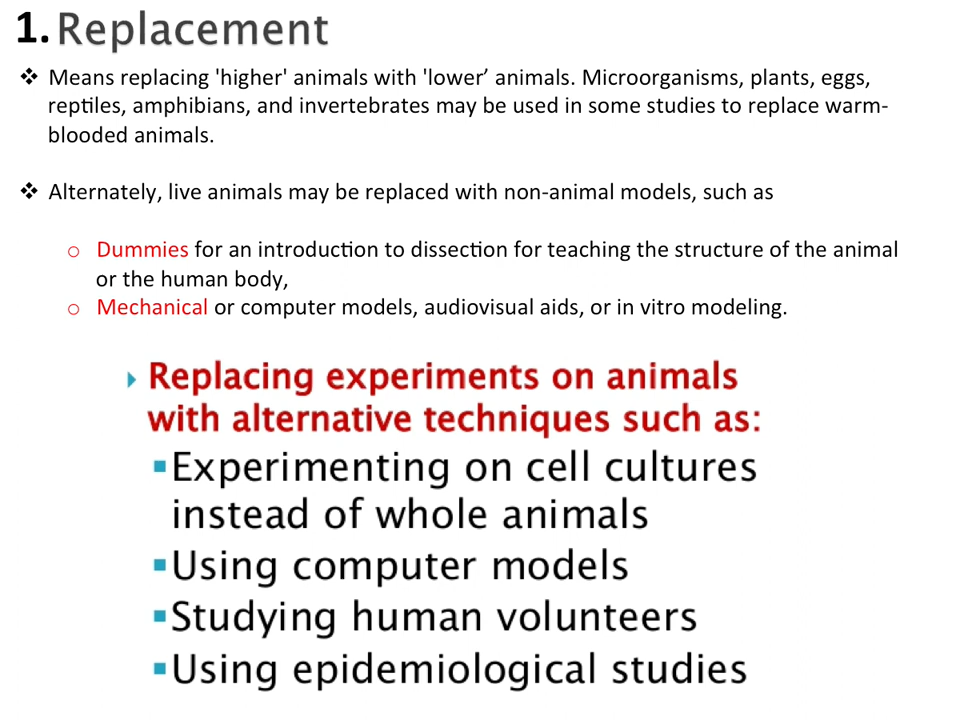 1. Replacement
❖ Means replacing 'higher' animals with 'lower’ animals. Microorganisms, plants, eggs,
reptiles, amphibians, and invertebrates may be used in some studies to replace warm-
blooded animals.
❖ Alternately, live animals may be replaced with non-animal models, such as
o Dummies for an introduction to dissection for teaching the structure of the animal
or the human body,
o Mechanical or computer models, audiovisual aids, or in vitro modeling.
Replacing experiments on animals
with alternative techniques such as:
▪Experimenting on cell cultures
instead of whole animals
▪Using computer models
▪Studying human volunteers
▪Using epidemiological studies